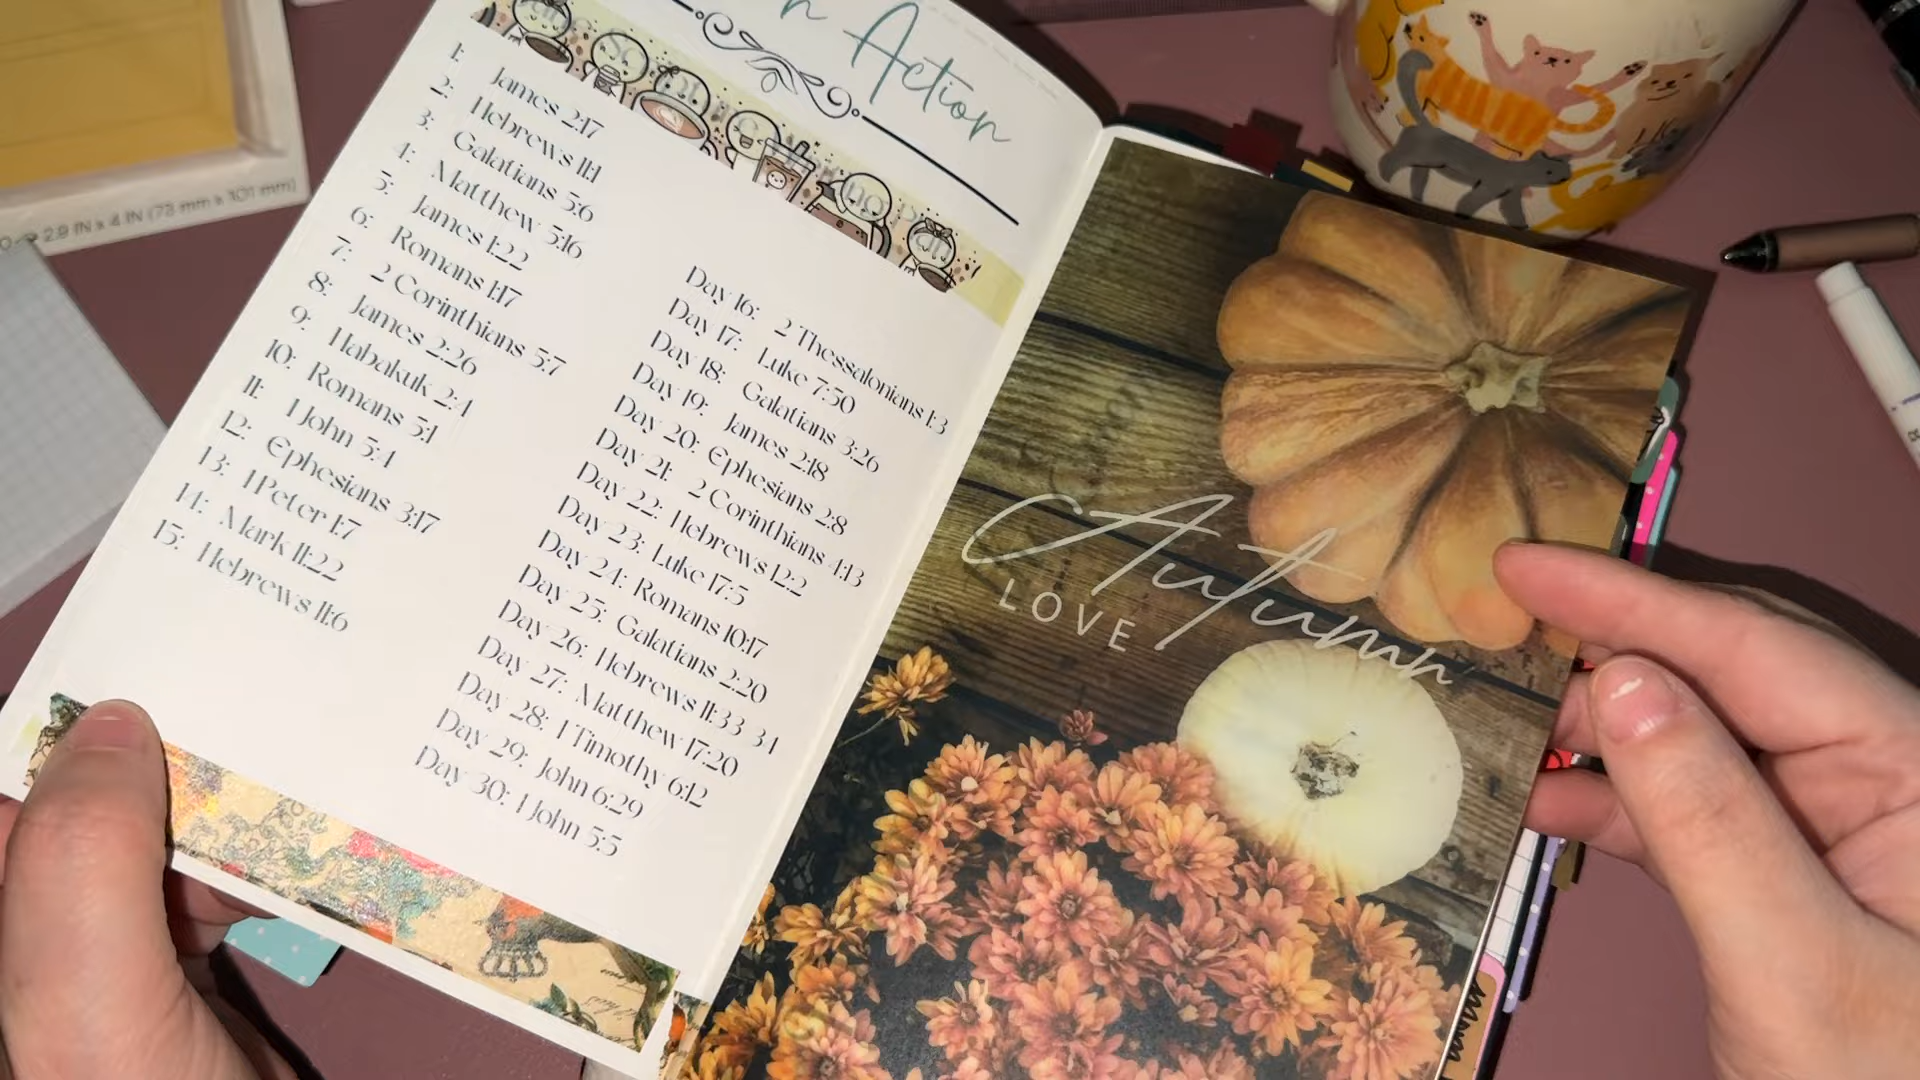 n Action
1: James 2:17
2: Hebrews 11:1
3: Galatians 5:6
4: Matthew 5:16
5: James 1:22
6: Romans 1:17
7: 2 Corinthians 5:7
8: James 2:26
9: Habakuk 2:4
10: Romans 5:1
11: 1 John 5:4
12: Ephesians 3:17
13: 1 Peter 1:7
14: Mark 11:22
15: Hebrews 11:6
Day 16: 2 Thessalonians 1:3
Day 17: Luke 7:50
Day 18: Galatians 3:26
Day 19: James 2:18
Day 20: Ephesians 2:8
Day 21: 2 Corinthians 4:13
Day 22: Hebrews 12:2
Day 23: Luke 17:5
Day 24: Romans 10:17
Day 25: Galatians 2:20
Day 26: Hebrews 11:33 34
Day 27: Matthew 17:20
Day 28: 1 Timothy 6:12
Day 29: John 6:29
Day 30: 1 John 5:5
Autumn
LOVE
2.9 IN x 4 IN (73 mm x 101 mm)